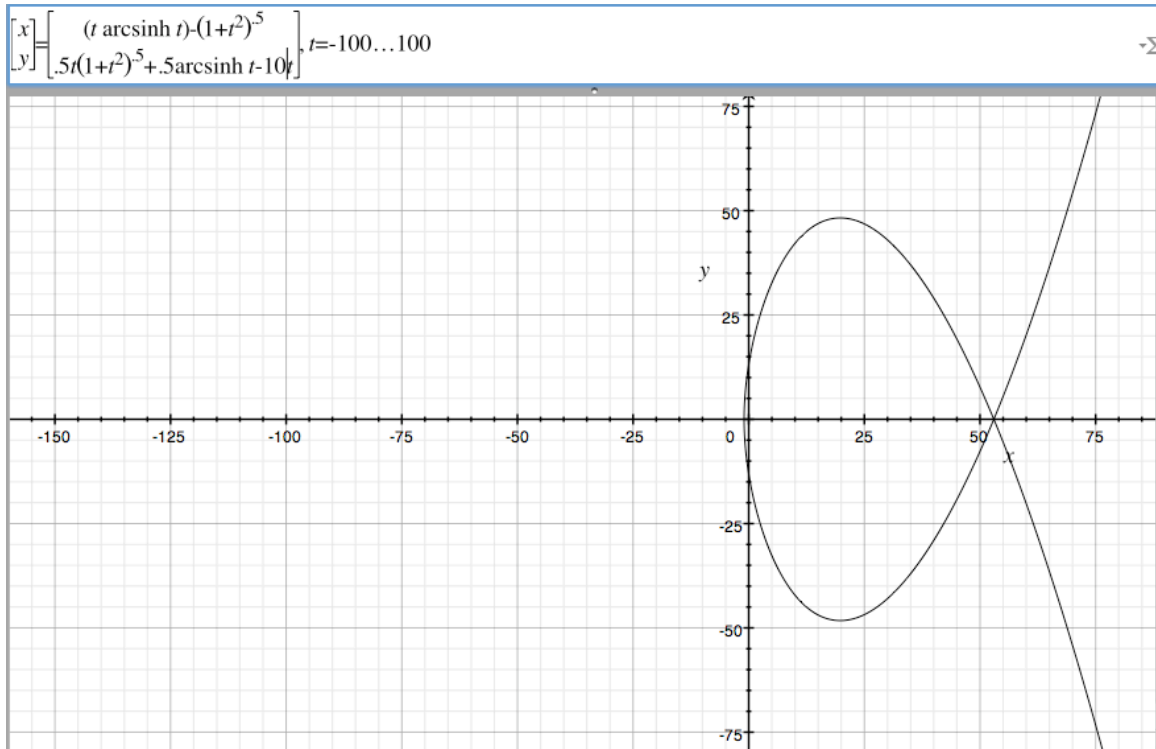 [x y]=[(t arcsinh t)-(1+t²)^.5
.5t(1+t²)^.5+.5arcsinh t-10t], t=-100…100
Σ
75
50
y
25
-150 -125 -100 -75 -50 -25 0 25 50 75
x
-25
-50
-75